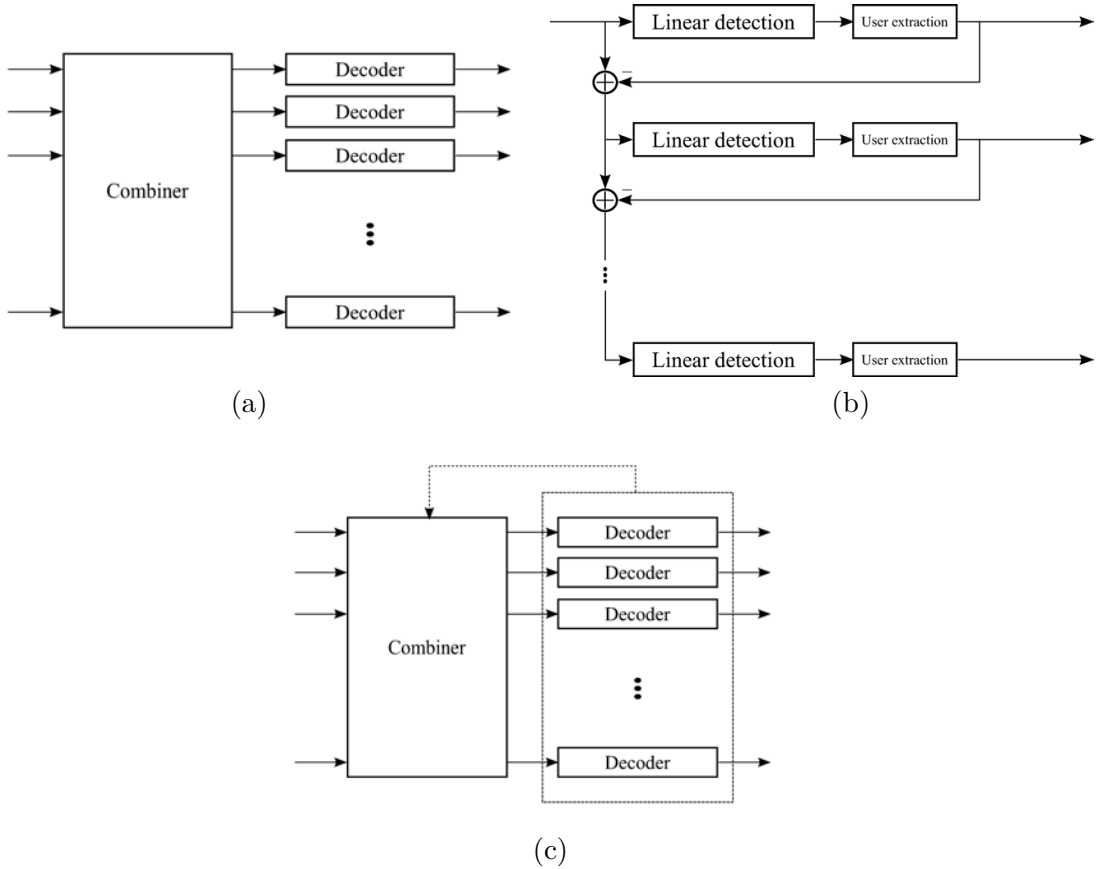 Combiner
Decoder
Decoder
Decoder
Decoder
(a)
Linear detection
User extraction
−
Linear detection
User extraction
−
Linear detection
User extraction
(b)
Combiner
Decoder
Decoder
Decoder
Decoder
(c)